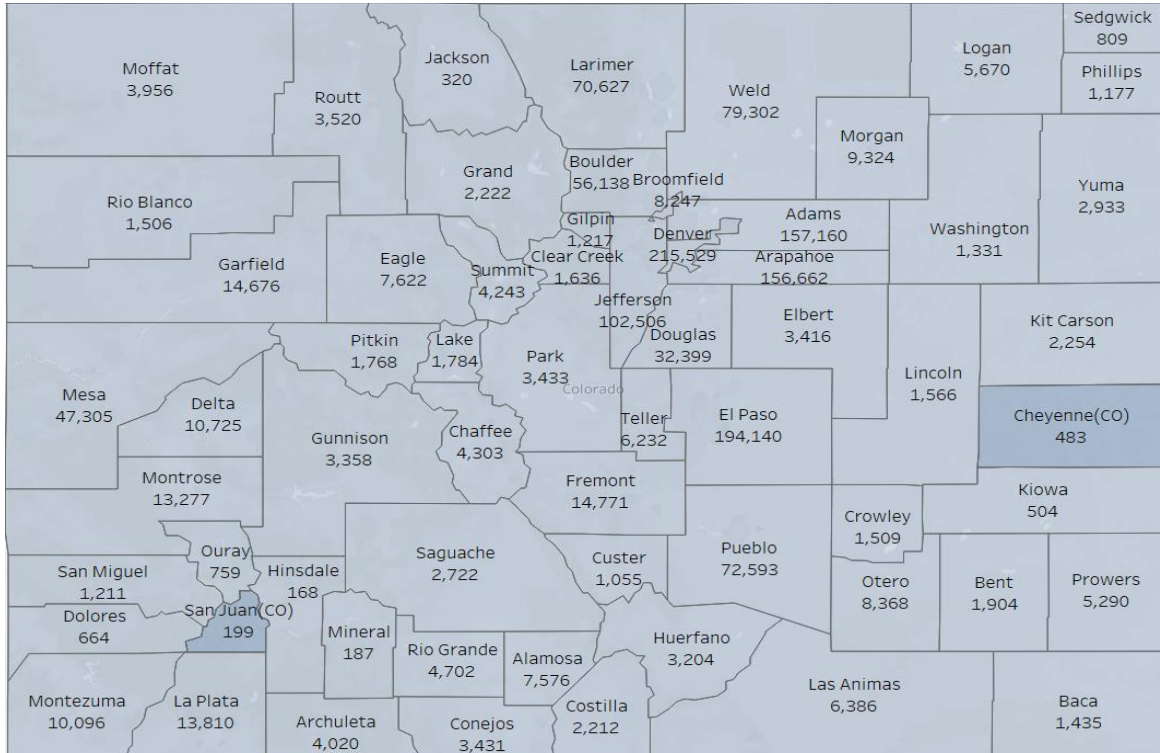 Sedgwick
809
Jackson
320
Larimer
70,627
Logan
5,670
Moffat
3,956
Phillips
1,177
Routt
3,520
Weld
79,302
Morgan
9,324
Grand
2,222
Boulder
56,138
Broomfield
8,247
Yuma
2,933
Rio Blanco
1,506
Gilpin
1,217
Denver
215,529
Adams
157,160
Washington
1,331
Garfield
14,676
Eagle
7,622
Summit
4,243
Clear Creek
1,636
Arapahoe
156,662
Jefferson
102,506
Elbert
3,416
Kit Carson
2,254
Pitkin
1,768
Lake
1,784
Park
3,433
Douglas
32,399
Colorado
Lincoln
1,566
Mesa
47,305
Delta
10,725
Gunnison
3,358
Chaffee
4,303
Teller
6,232
El Paso
194,140
Cheyenne(CO)
483
Montrose
13,277
Fremont
14,771
Kiowa
504
Crowley
1,509
Ouray
759
Hinsdale
168
Saguache
2,722
Custer
1,055
Pueblo
72,593
San Miguel
1,211
Otero
8,368
Bent
1,904
Prowers
5,290
Dolores
664
San Juan(CO)
199
Mineral
187
Rio Grande
4,702
Alamosa
7,576
Huerfano
3,204
Montezuma
10,096
La Plata
13,810
Archuleta
4,020
Conejos
3,431
Costilla
2,212
Las Animas
6,386
Baca
1,435